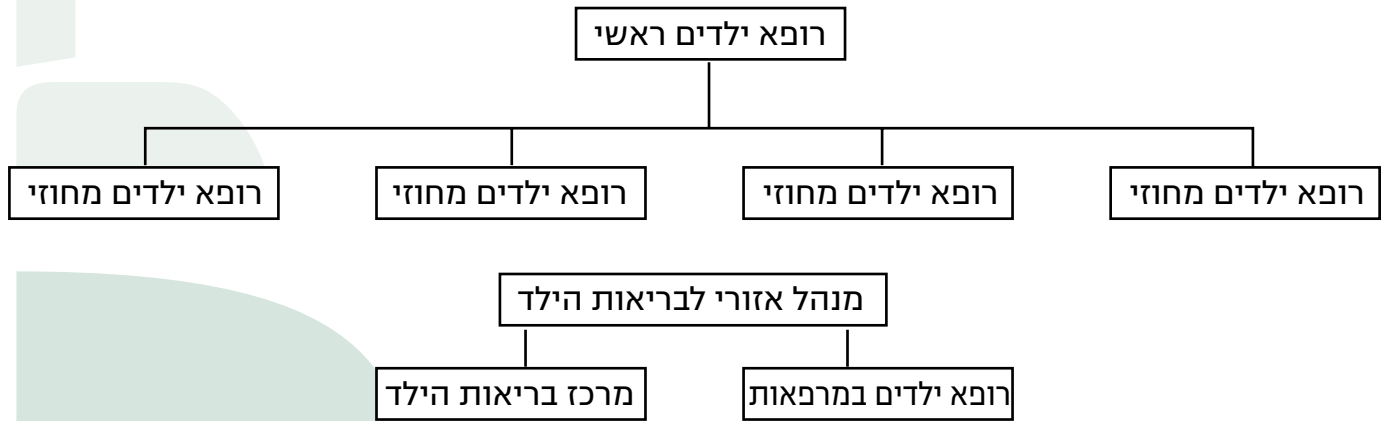 רופא ילדים ראשי
רופא ילדים מחוזי
רופא ילדים מחוזי
רופא ילדים מחוזי
רופא ילדים מחוזי
מנהל אזורי לבריאות הילד
רופא ילדים במרפאות
מרכז בריאות הילד